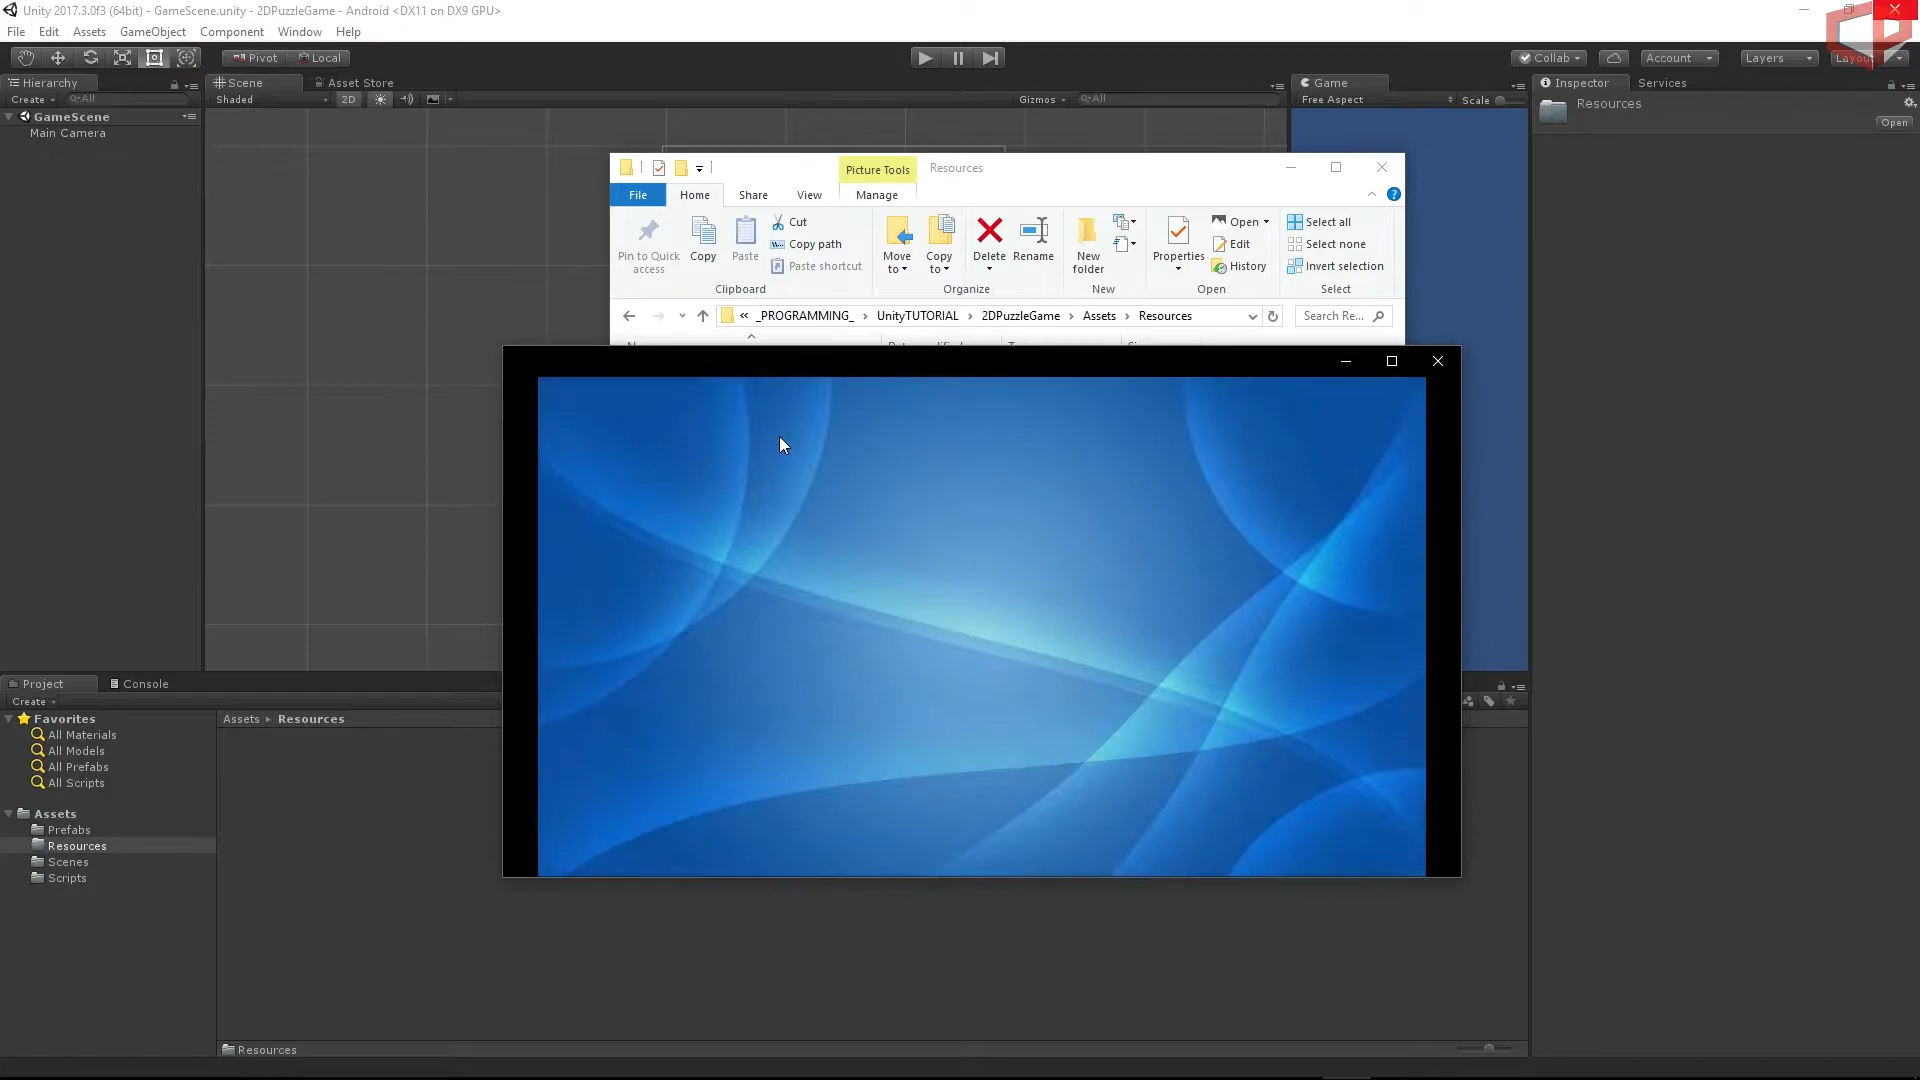 Unity 2017.3.0f3 (64bit) - GameScene.unity - 2DPuzzleGame - Android <DX11 on DX9 GPU>
File Edit Assets GameObject Component Window Help
Pivot Local Collab Account Layers Layout
Hierarchy Scene Asset Store Game Inspector Services
Create All Shaded 2D Gizmos All Free Aspect Scale Resources
GameScene Open
Main Camera
Picture Tools Resources
File Home Share View Manage
Pin to Quick access Copy Paste Cut Move to Copy to Delete Rename New folder Properties Open Select all
Copy path Edit Select none
Paste shortcut History Invert selection
Clipboard Organize New Open Select
« _PROGRAMMING_ › UnityTUTORIAL › 2DPuzzleGame › Assets › Resources Search Re...
Project Console
Create
Favorites Assets ▸ Resources
All Materials
All Models
All Prefabs
All Scripts
Assets
Prefabs
Resources
Scenes
Scripts
Resources